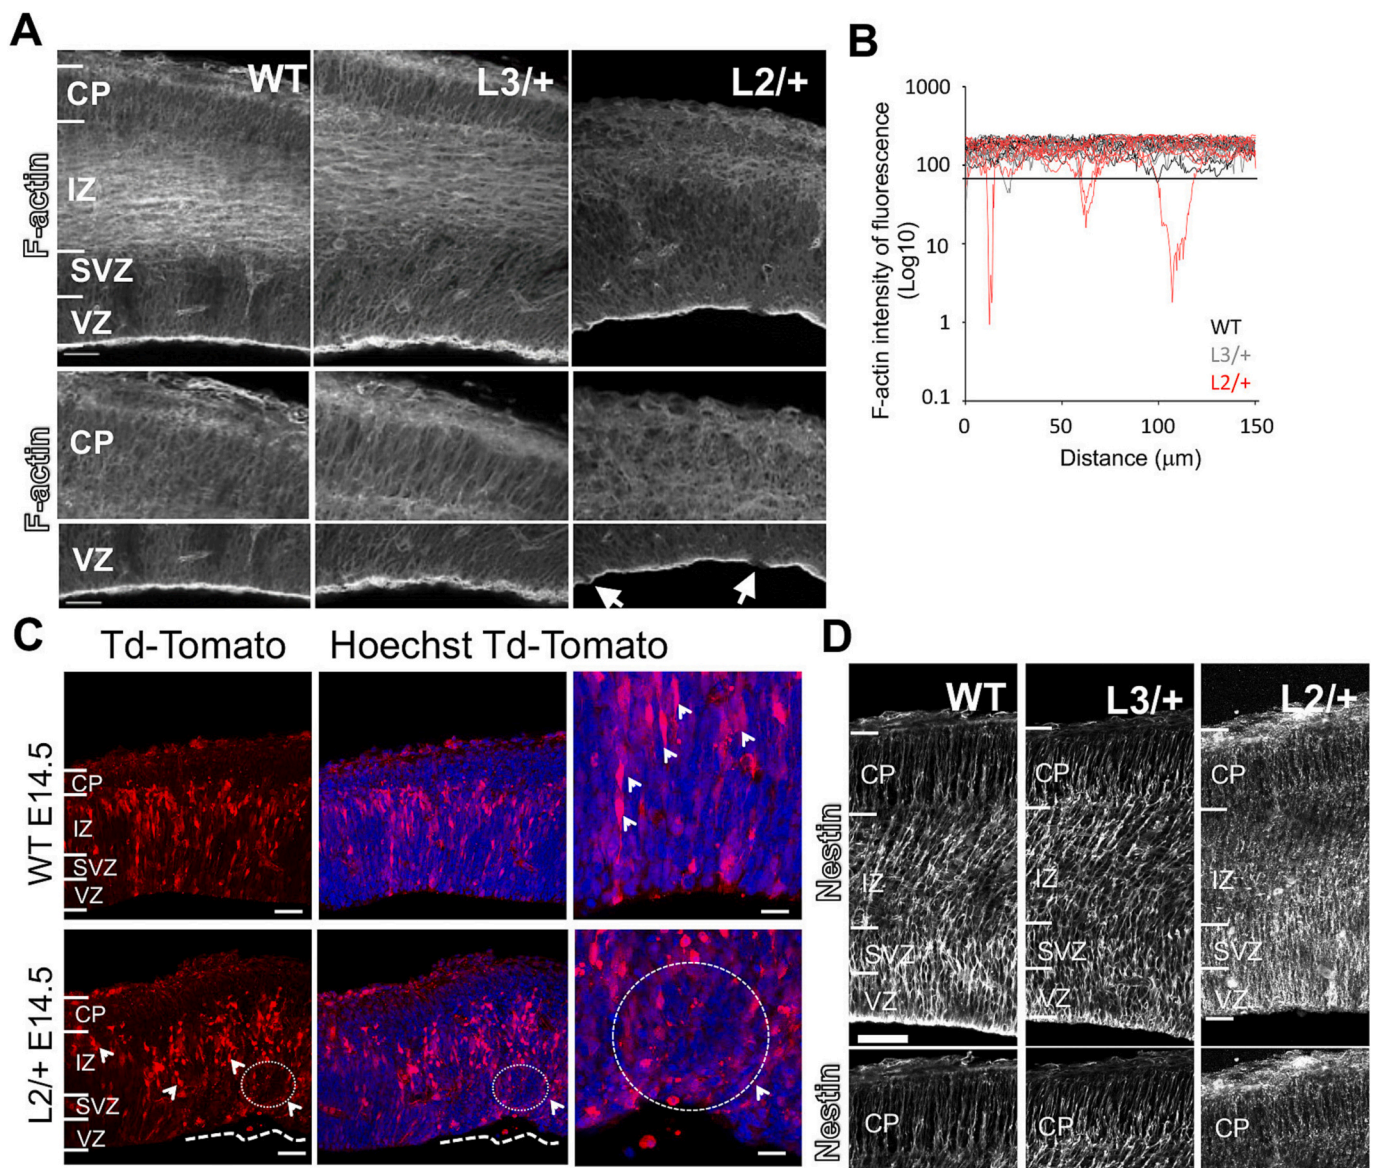 A
WT
L3/+
L2/+
F-actin
CP
IZ
SVZ
VZ
F-actin
CP
VZ
B
F-actin intensity of fluorescence
(Log10)
1000
100
10
1
0.1
0
50
100
150
Distance (μm)
WT
L3/+
L2/+
C
Td-Tomato
Hoechst Td-Tomato
WT E14.5
CP
IZ
SVZ
VZ
L2/+ E14.5
CP
IZ
SVZ
VZ
D
WT
L3/+
L2/+
Nestin
CP
CP
CP
IZ
IZ
IZ
SVZ
SVZ
SVZ
VZ
VZ
VZ
Nestin
CP
CP
CP